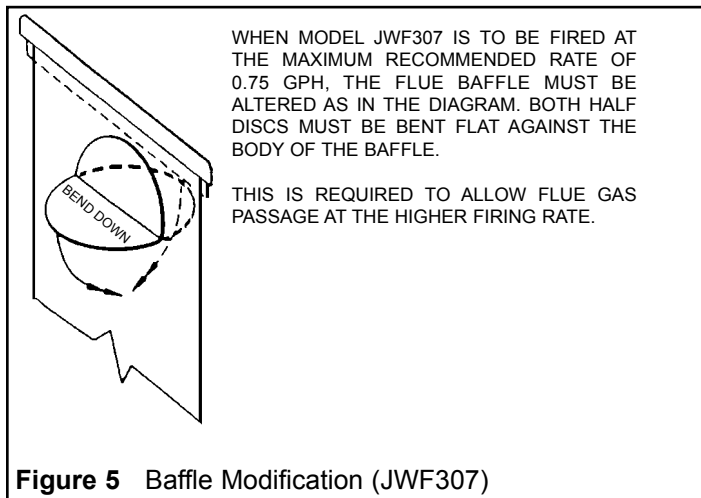 WHEN MODEL JWF307 IS TO BE FIRED AT
THE MAXIMUM RECOMMENDED RATE OF
0.75 GPH, THE FLUE BAFFLE MUST BE
ALTERED AS IN THE DIAGRAM. BOTH HALF
DISCS MUST BE BENT FLAT AGAINST THE
BODY OF THE BAFFLE.
THIS IS REQUIRED TO ALLOW FLUE GAS
PASSAGE AT THE HIGHER FIRING RATE.
BEND DOWN
Figure 5 Baffle Modification (JWF307)